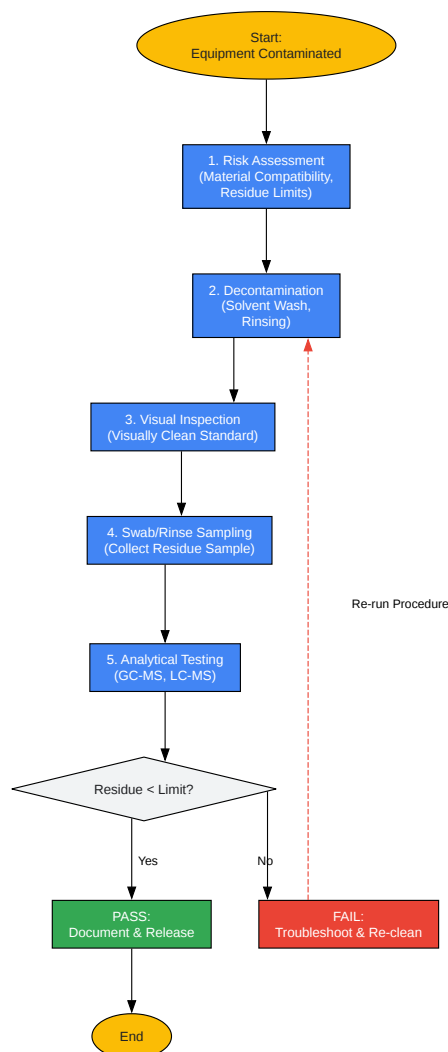 Start:
Equipment Contaminated
1. Risk Assessment
(Material Compatibility,
Residue Limits)
2. Decontamination
(Solvent Wash,
Rinsing)
3. Visual Inspection
(Visually Clean Standard)
4. Swab/Rinse Sampling
(Collect Residue Sample)
Re-run Procedure
5. Analytical Testing
(GC-MS, LC-MS)
Residue < Limit?
Yes
No
PASS:
Document & Release
FAIL:
Troubleshoot & Re-clean
End